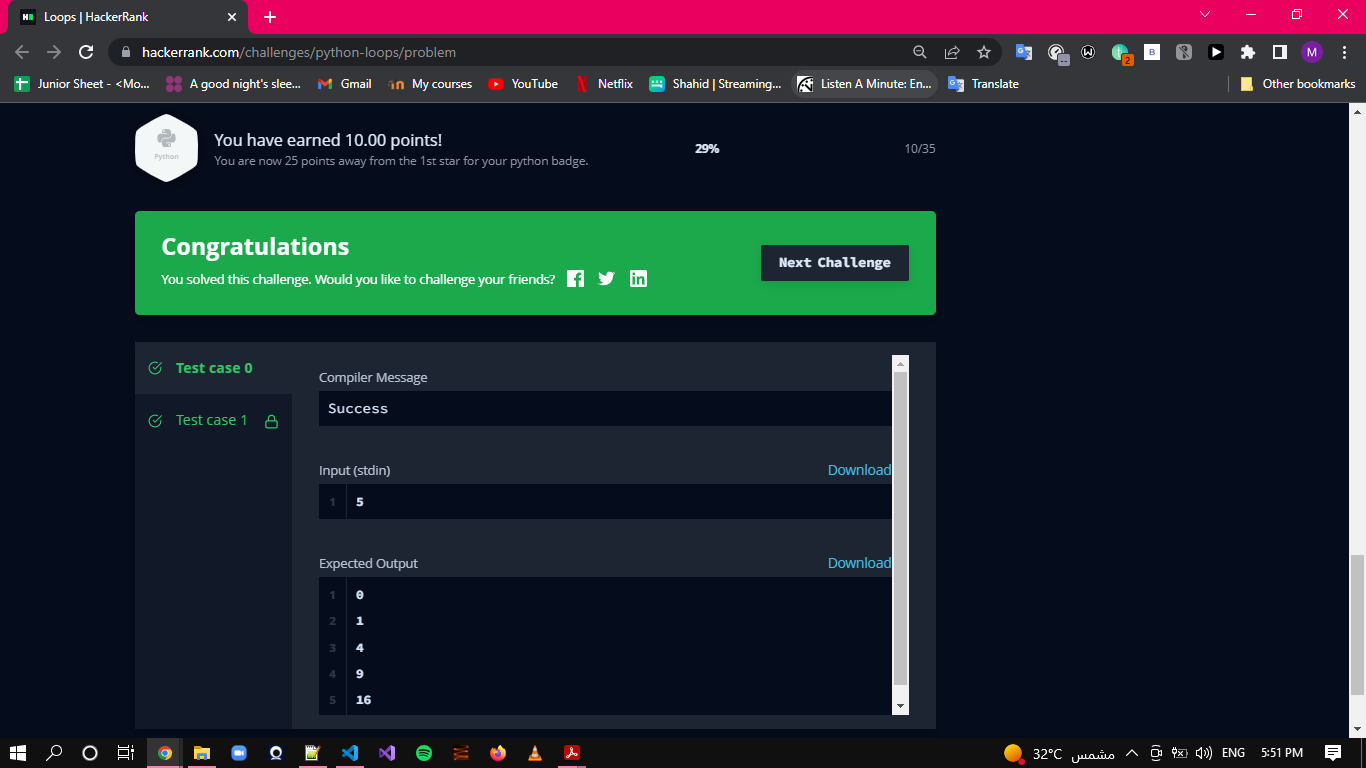 Loops | HackerRank
hackerrank.com/challenges/python-loops/problem
M
2
B
Junior Sheet - <Mo...
A good night's slee...
Gmail
My courses
YouTube
Netflix
Shahid | Streaming...
Listen A Minute: En...
Translate
Other bookmarks
Python
You have earned 10.00 points!
You are now 25 points away from the 1st star for your python badge.
29%
10/35
Congratulations
You solved this challenge. Would you like to challenge your friends?
Next Challenge
Test case 0
Test case 1
Compiler Message
Success
Input (stdin)
Download
1 5
Expected Output
Download
1 0
2 1
3 4
4 9
5 16
32°C مشمس
ENG
5:51 PM